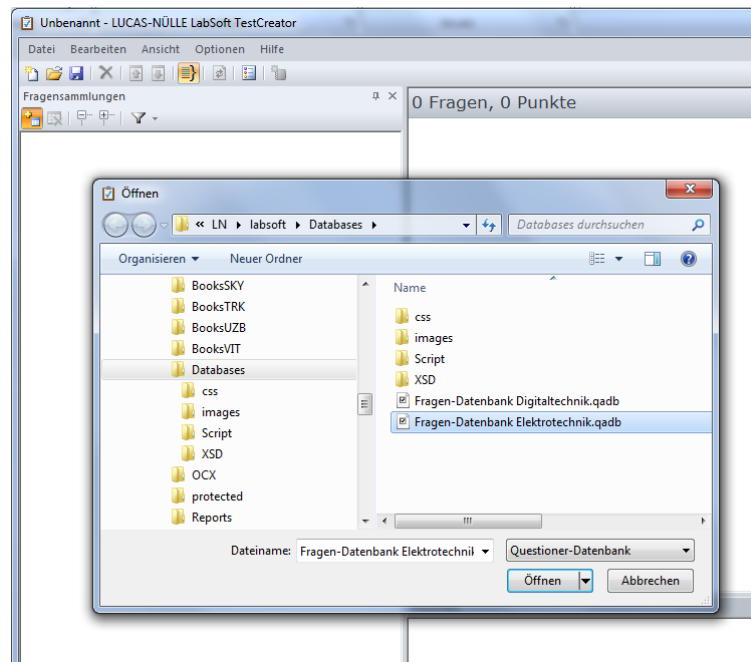 Unbenannt - LUCAS-NÜLLE LabSoft TestCreator
Datei Bearbeiten Ansicht Optionen Hilfe
Fragensammlungen
0 Fragen, 0 Punkte
Öffnen
« LN ▸ labsoft ▸ Databases ▸
Databases durchsuchen
Organisieren ▾ Neuer Ordner
BooksSKY
BooksTRK
BooksUZB
BooksVIT
Databases
css
images
Script
XSD
OCX
protected
Reports
Name
css
images
Script
XSD
Fragen-Datenbank Digitaltechnik.qadb
Fragen-Datenbank Elektrotechnik.qadb
Dateiname: Fragen-Datenbank Elektrotechnik
Questioner-Datenbank
Öffnen Abbrechen